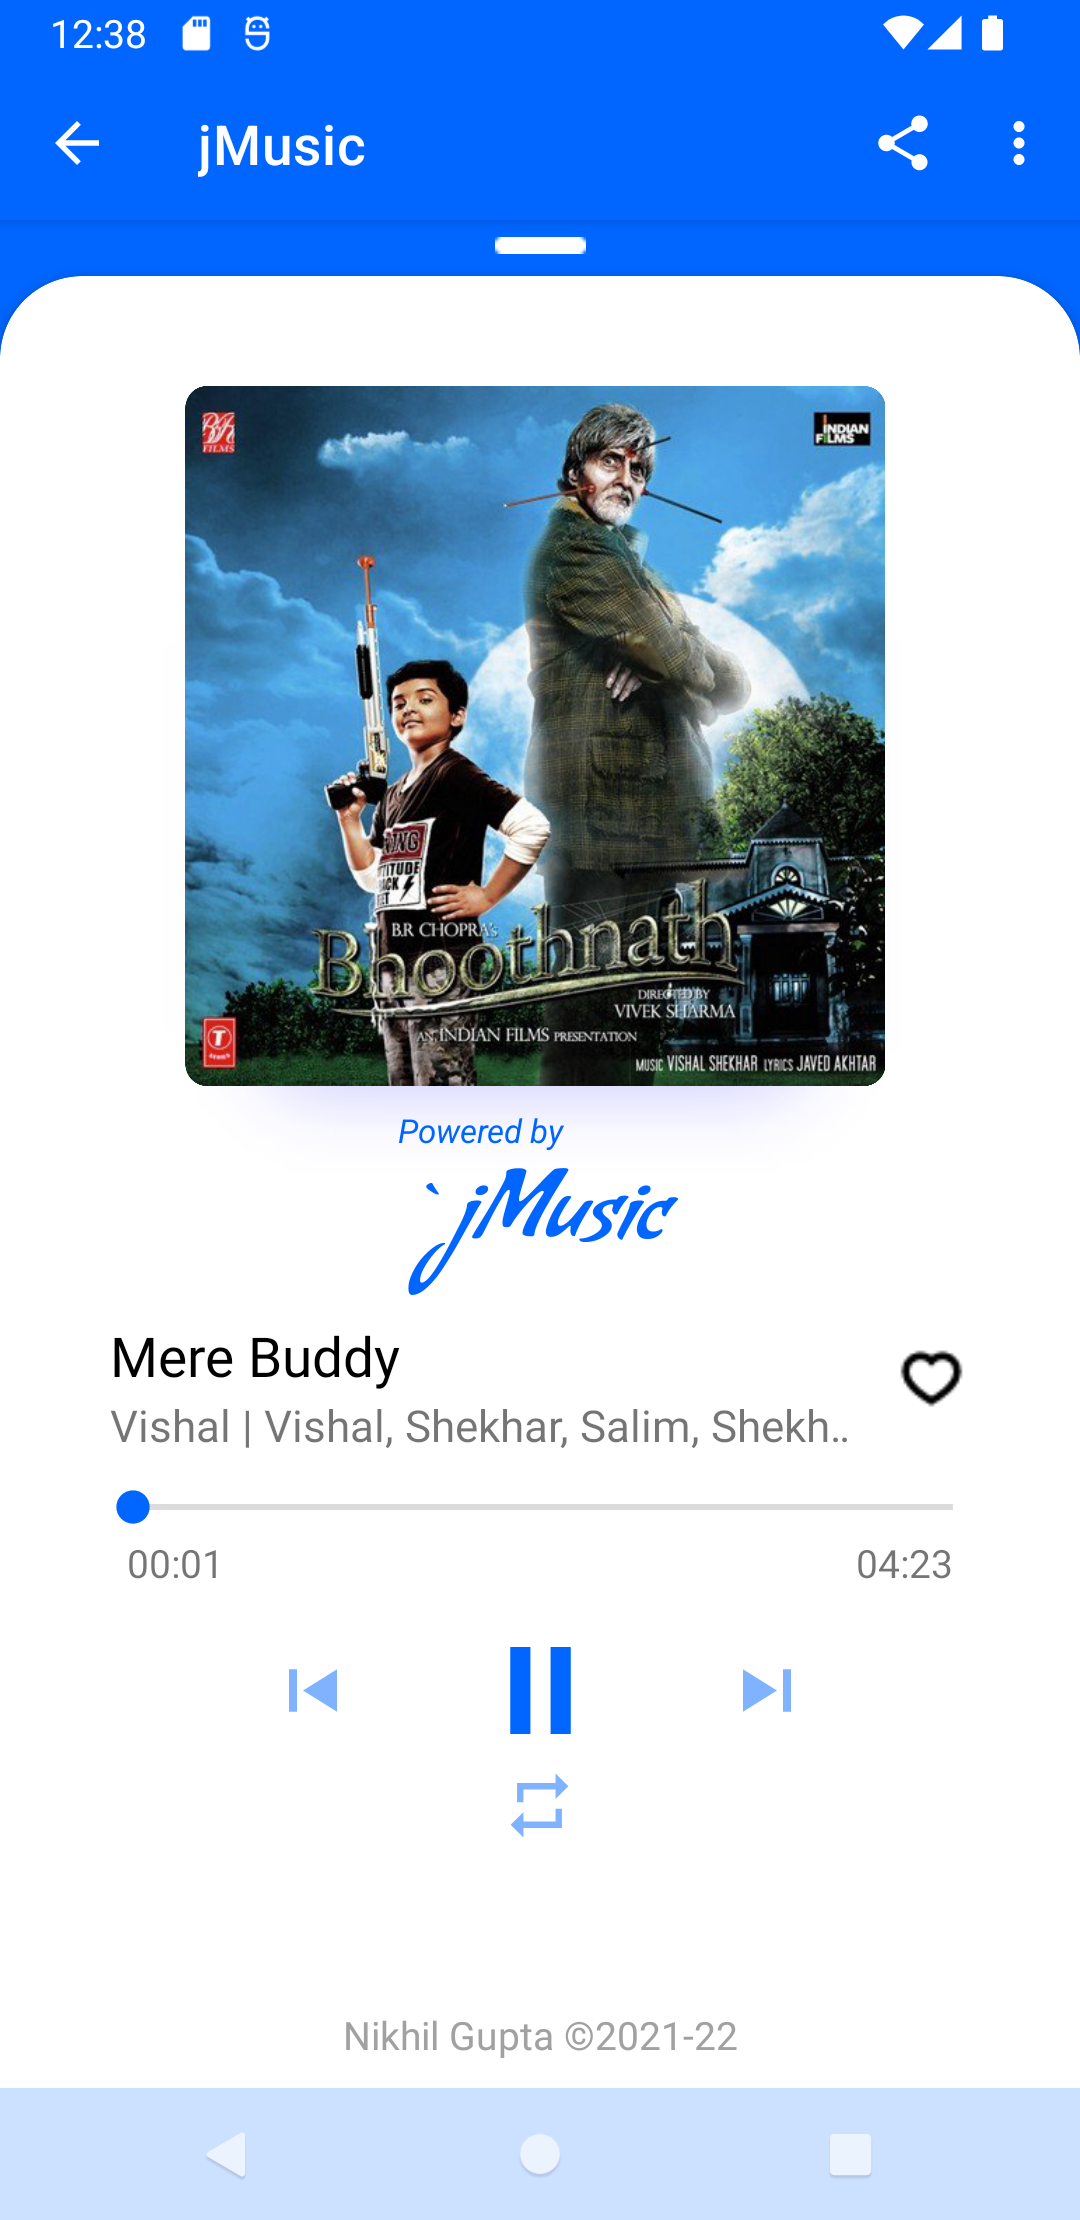 12:38
jMusic
INDIAN
FILMS
FILMS
B.R CHOPRA's
Bhoothnath
DIRECTED BY
VIVEK SHARMA
AN INDIAN FILMS PRESENTATION
MUSIC VISHAL SHEKHAR LYRICS JAVED AKHTAR
T
SERIES
Powered by
`jMusic
Mere Buddy
Vishal | Vishal, Shekhar, Salim, Shekh..
00:01
04:23
Nikhil Gupta ©2021-22